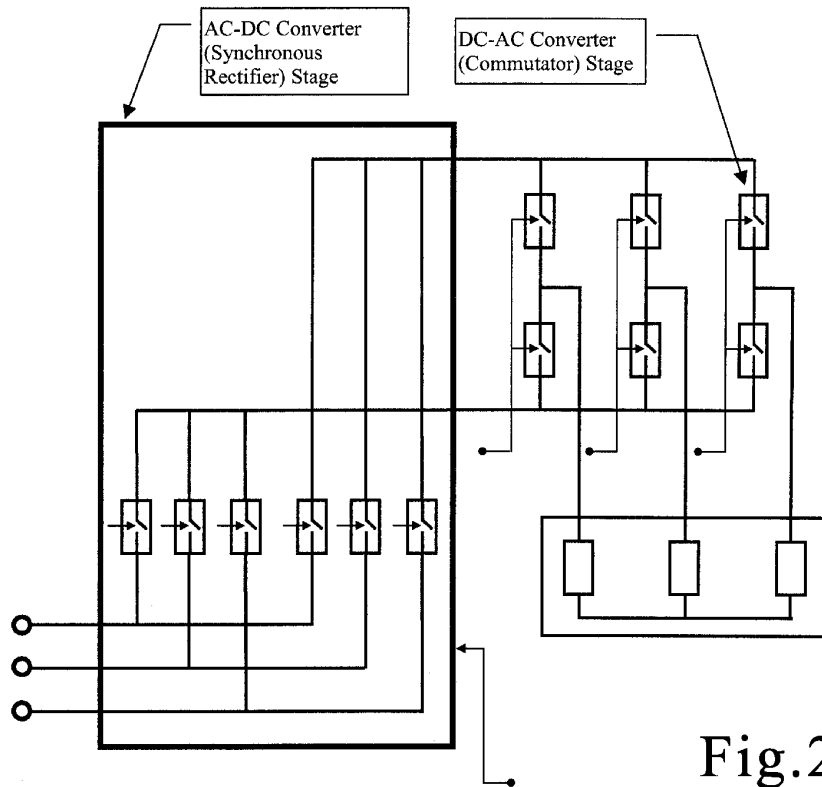 AC-DC Converter
(Synchronous
Rectifier) Stage
DC-AC Converter
(Commutator) Stage
Fig.2